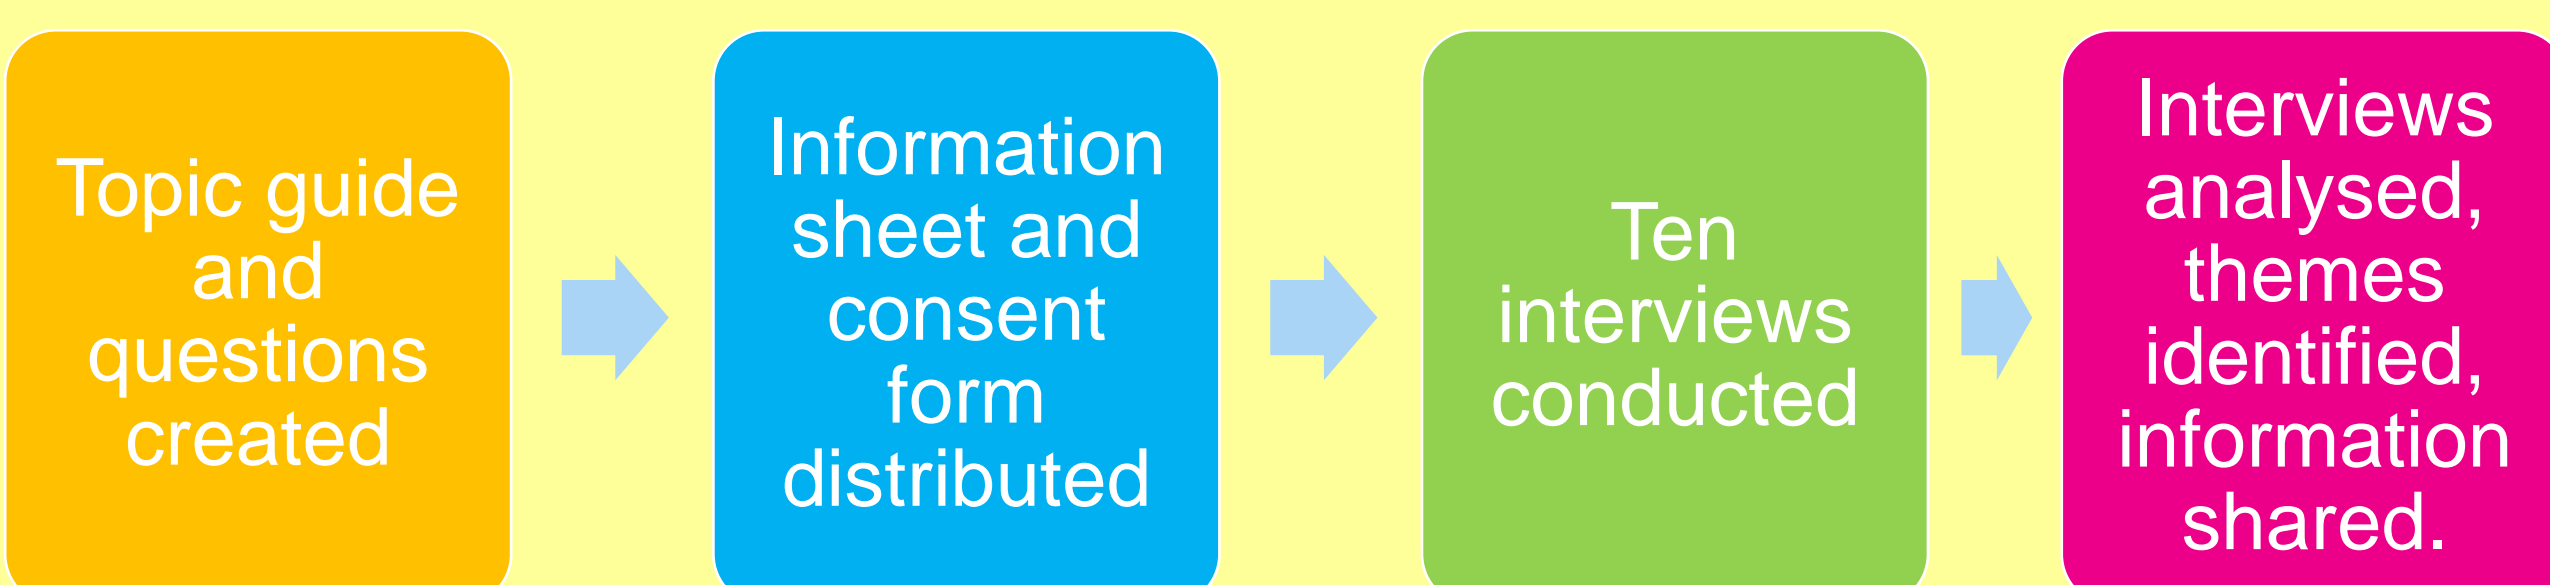 Topic guide
and
questions
created
Information
sheet and
consent
form
distributed
Ten
interviews
conducted
Interviews
analysed,
themes
identified,
information
shared.